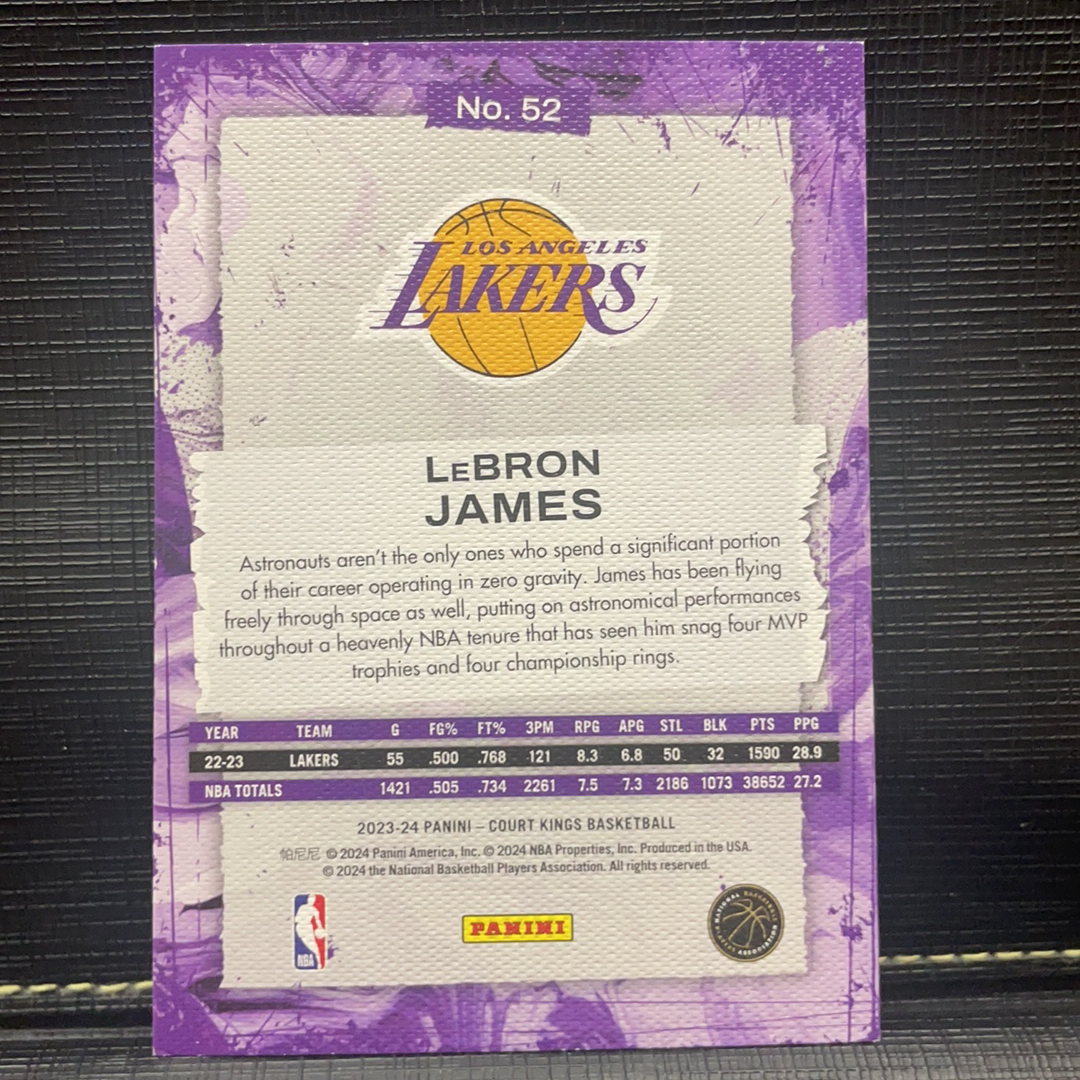 No. 52
LOS ANGELES
LAKERS
LeBRON
JAMES
Astronauts aren't the only ones who spend a significant portion
of their career operating in zero gravity. James has been flying
freely through space as well, putting on astronomical performances
throughout a heavenly NBA tenure that has seen him snag four MVP
trophies and four championship rings.
YEAR TEAM G FG% FT% 3PM RPG APG STL BLK PTS PPG
22-23 LAKERS 55 .500 .768 121 8.3 6.8 50 32 1590 28.9
NBA TOTALS 1421 .505 .734 2261 7.5 7.3 2186 1073 38652 27.2
2023-24 PANINI – COURT KINGS BASKETBALL
帕尼尼 © 2024 Panini America, Inc. © 2024 NBA Properties, Inc. Produced in the USA.
© 2024 the National Basketball Players Association. All rights reserved.
NBA
PANINI
NATIONAL BASKETBALL PLAYERS ASSOCIATION